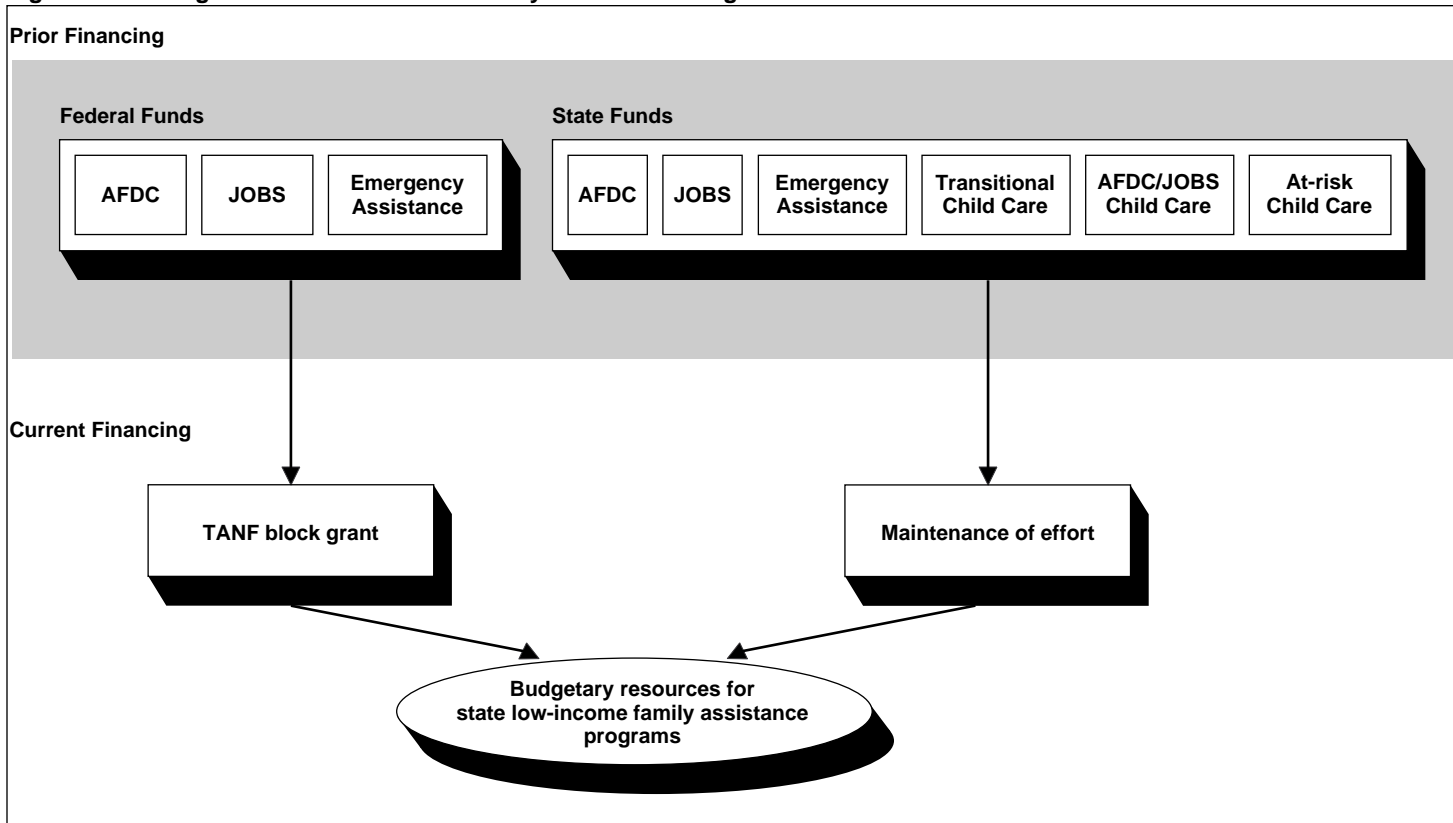 Prior Financing
Federal Funds
State Funds
AFDC
JOBS
Emergency
Assistance
AFDC
JOBS
Emergency
Assistance
Transitional
Child Care
AFDC/JOBS
Child Care
At-risk
Child Care
Current Financing
TANF block grant
Maintenance of effort
Budgetary resources for
state low-income family assistance
programs